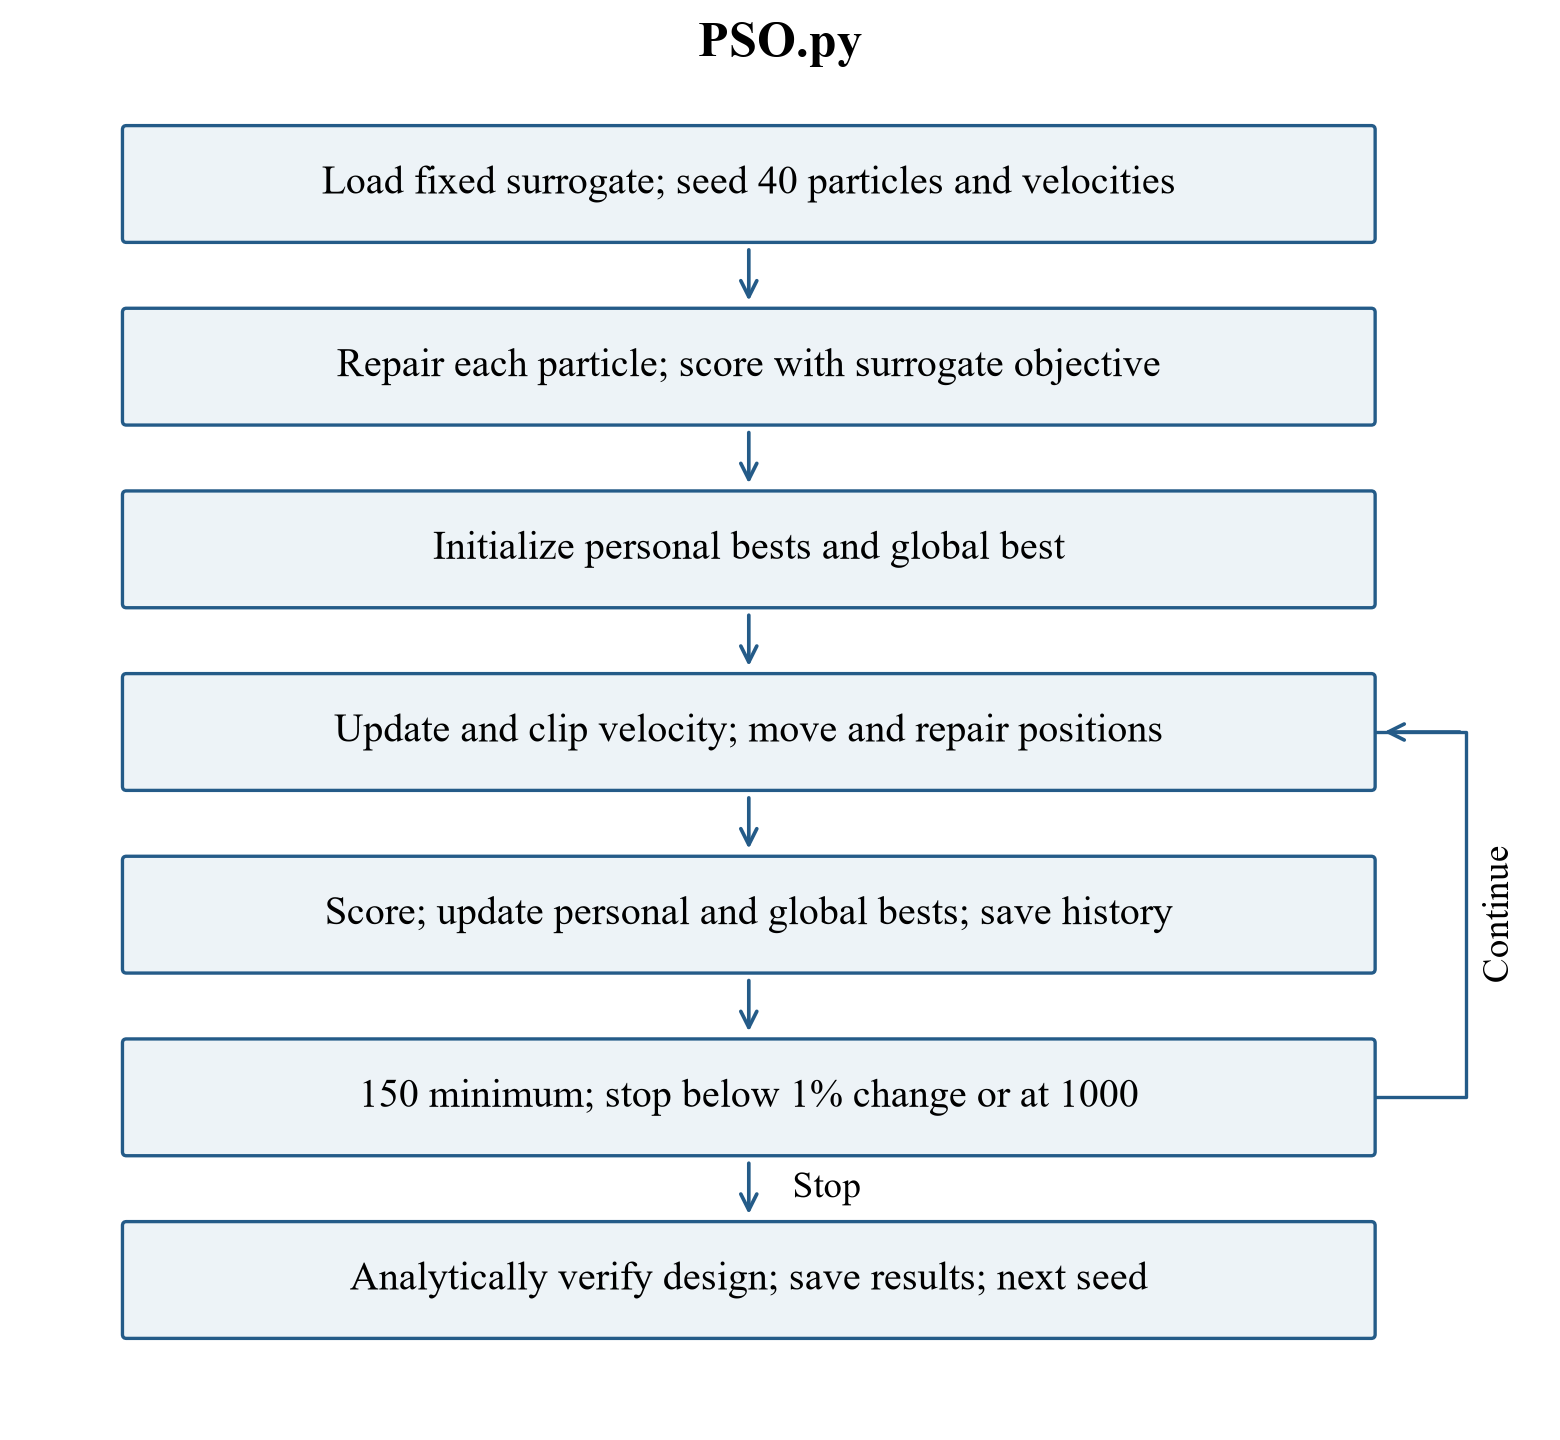 PSO.py
Load fixed surrogate; seed 40 particles and velocities
Repair each particle; score with surrogate objective
Initialize personal bests and global best
Update and clip velocity; move and repair positions
Score; update personal and global bests; save history
Continue
150 minimum; stop below 1% change or at 1000
Stop
Analytically verify design; save results; next seed